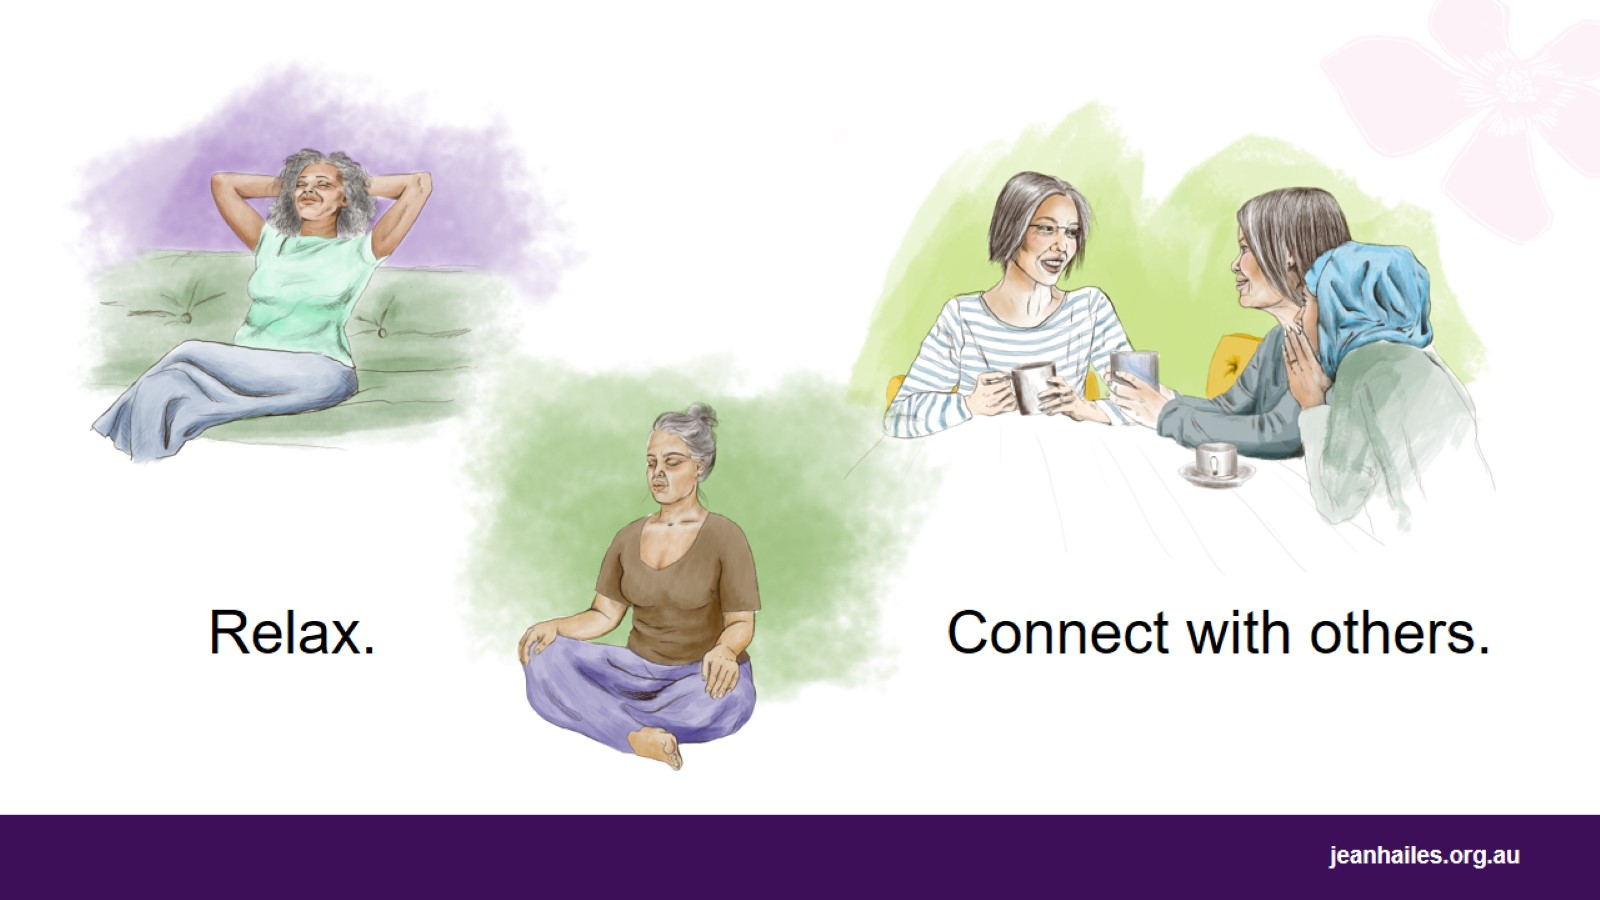 Relax.
Connect with others.
jeanhailes.org.au